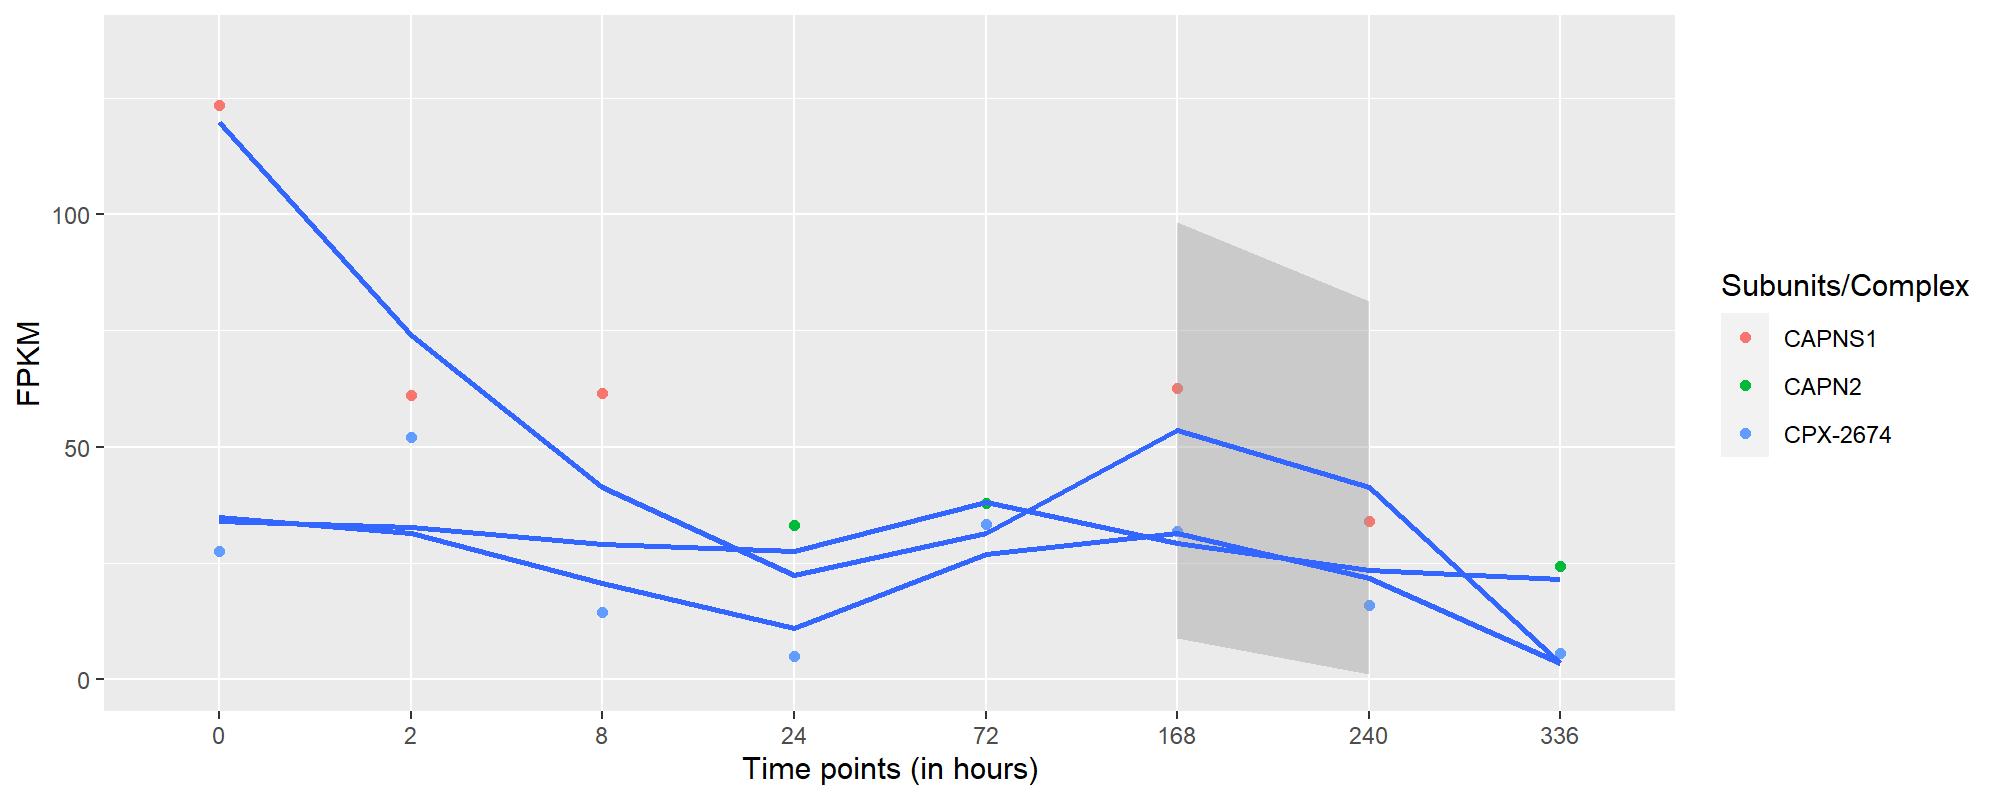 FPKM
100
50
0
0 2 8 24 72 168 240 336
Time points (in hours)
Subunits/Complex
CAPNS1
CAPN2
CPX-2674